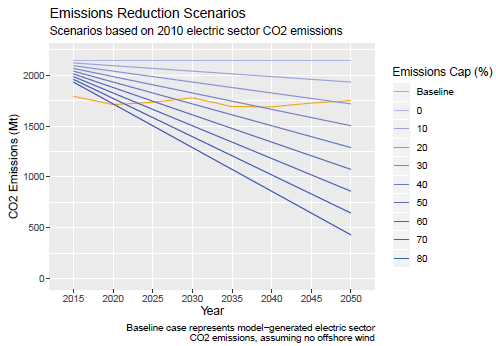 Emissions Reduction Scenarios
Scenarios based on 2010 electric sector CO2 emissions
CO2 Emissions (Mt)
2000
1500
1000
500
0
2015
2020
2025
2030
2035
2040
2045
2050
Year
Emissions Cap (%)
Baseline
0
10
20
30
40
50
60
70
80
Baseline case represents model−generated electric sector
CO2 emissions, assuming no offshore wind